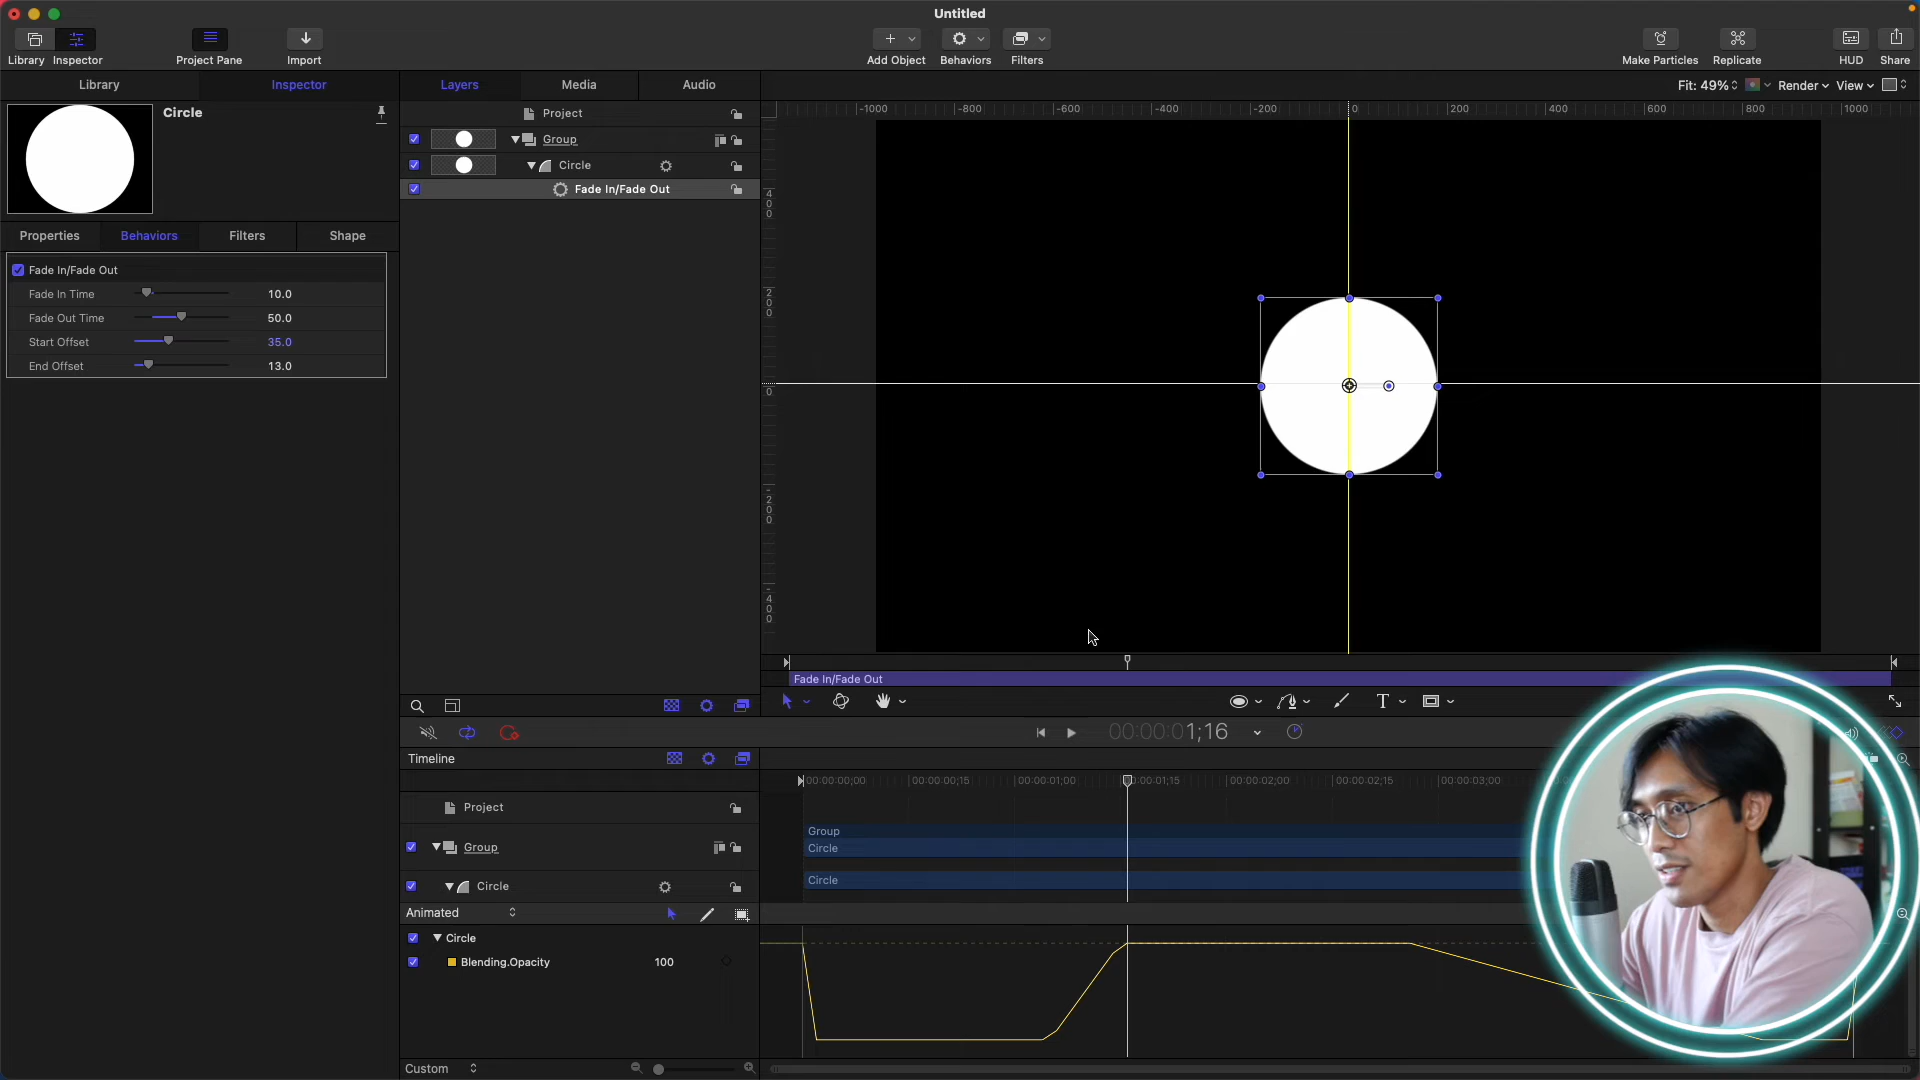 Untitled
Library Inspector Project Pane Import Add Object Behaviors Filters Make Particles Replicate HUD Share
Library Inspector Layers Media Audio Fit: 49% Render View
Circle
Project
Group
Circle
Fade In/Fade Out
-1000 -800 -600 -400 -200 0 200 400 600 800 1000
400
200
0
-200
-400
Properties Behaviors Filters Shape
Fade In/Fade Out
Fade In Time 10.0
Fade Out Time 50.0
Start Offset 35.0
End Offset 13.0
Fade In/Fade Out
T
00:00:01;16
Timeline
00:00:00;00 00:00:00;15 00:00:01;00 00:00:01;15 00:00:02;00 00:00:02;15 00:00:03;00
Project
Group
Group
Circle
Circle
Circle
Animated
Circle
Blending.Opacity 100
Custom